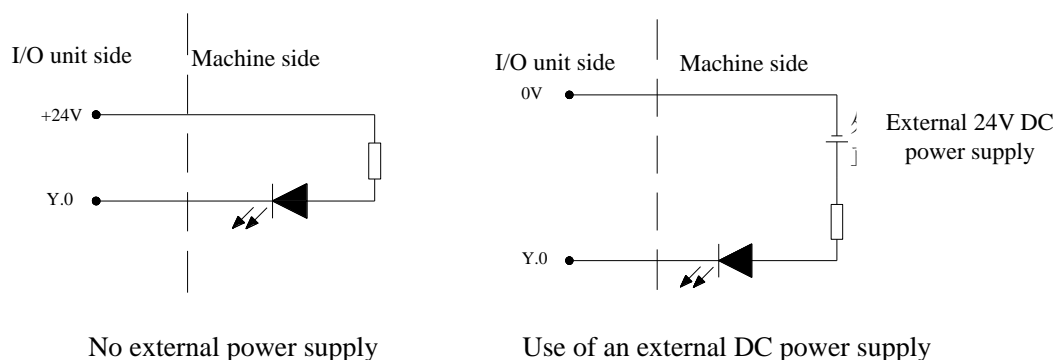 I/O unit side
Machine side
+24V
Y.0
No external power supply
I/O unit side
Machine side
0V
External 24V DC
power supply
Y.0
Use of an external DC power supply